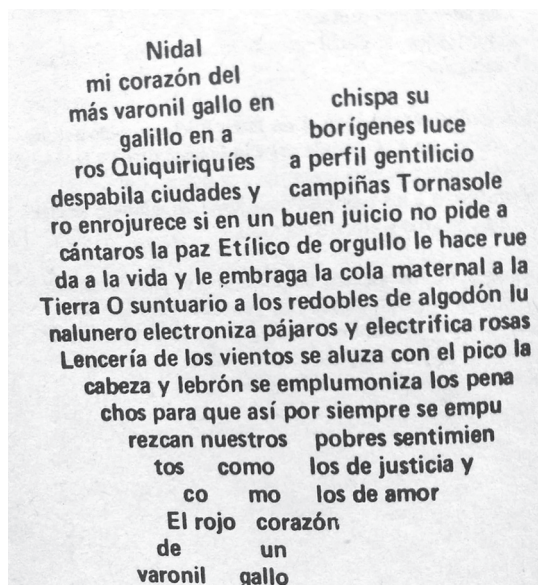 Nidal
mi corazón del
más varonil gallo en chispa su
galillo en a borígenes luce
ros Quiquiriquíes a perfil gentilicio
despabila ciudades y campiñas Tornasole
ro enrojurece si en un buen juicio no pide a
cántaros la paz Etílico de orgullo le hace rue
da a la vida y le embraga la cola maternal a la
Tierra O suntuario a los redobles de algodón lu
nalunero electroniza pájaros y electrifica rosas
Lencería de los vientos se aluza con el pico la
cabeza y lebrón se emplumoniza los pena
chos para que así por siempre se empu
rezcan nuestros pobres sentimien
tos como los de justicia y
co mo los de amor
El rojo corazón
de un
varonil gallo